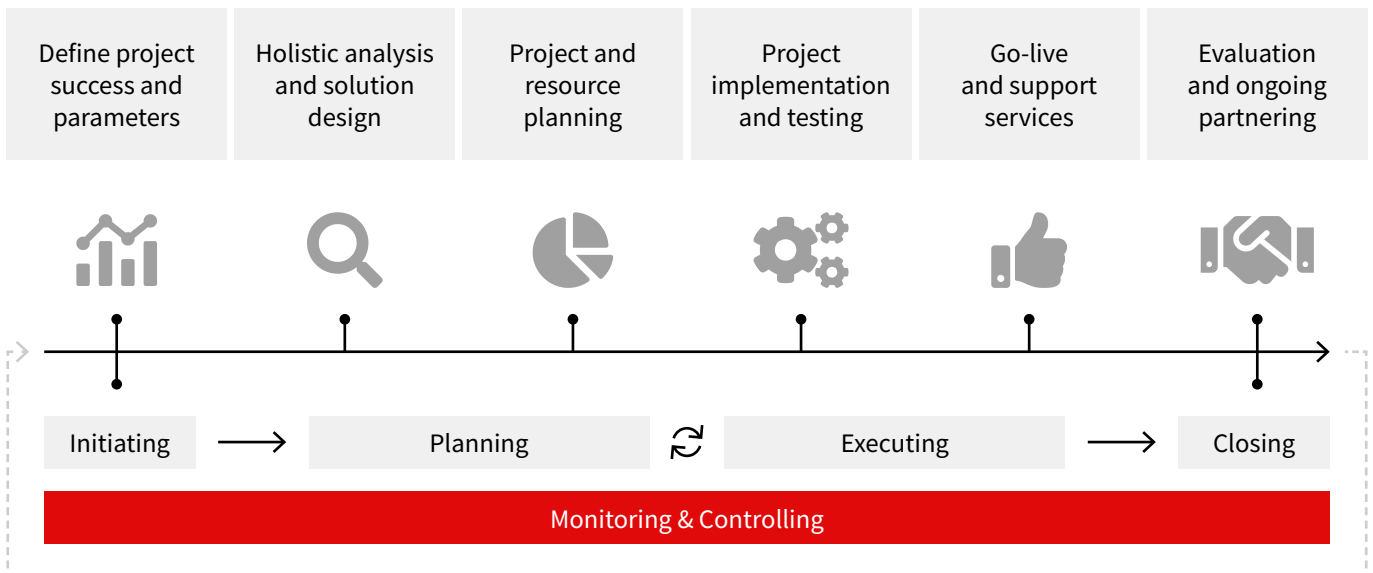 Define project
success and
parameters
Holistic analysis
and solution
design
Project and
resource
planning
Project
implementation
and testing
Go-live
and support
services
Evaluation
and ongoing
partnering
Initiating
Planning
Executing
Closing
Monitoring & Controlling